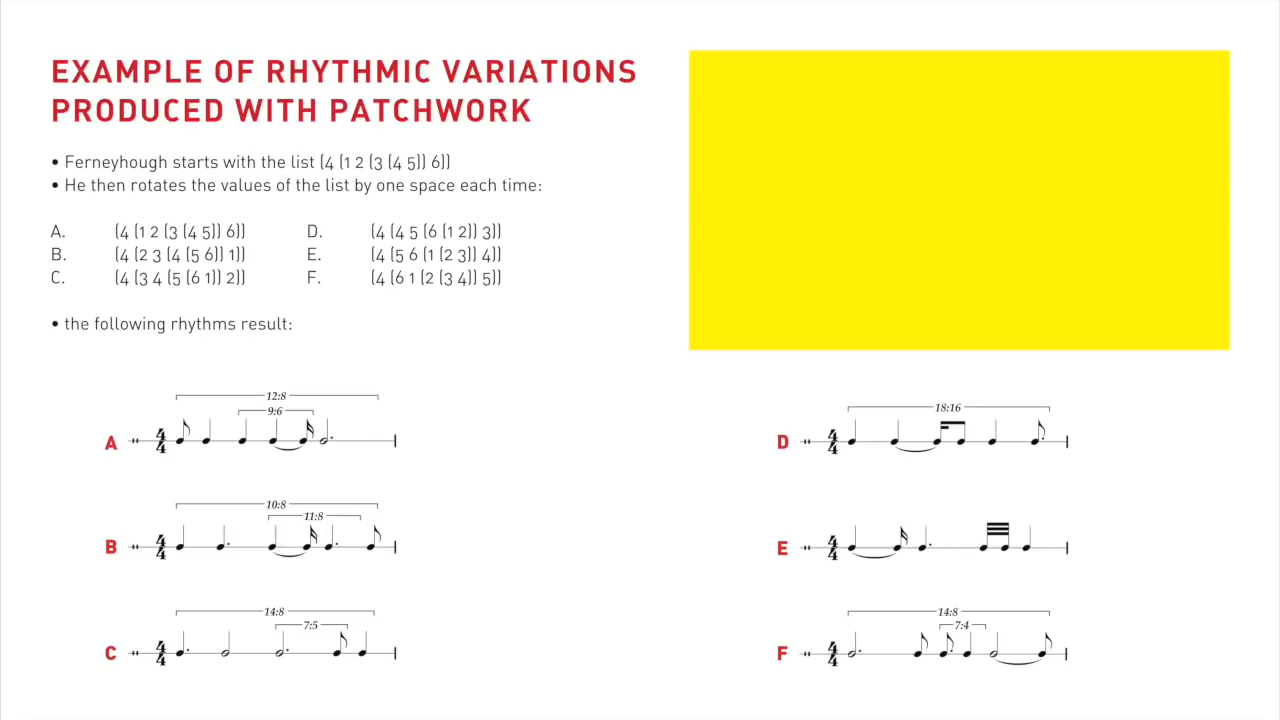 EXAMPLE OF RHYTHMIC VARIATIONS
PRODUCED WITH PATCHWORK
• Ferneyhough starts with the list (4 (1 2 (3 (4 5)) 6))
• He then rotates the values of the list by one space each time:
A. (4 (1 2 (3 (4 5)) 6)) D. (4 (4 5 (6 (1 2)) 3))
B. (4 (2 3 (4 (5 6)) 1)) E. (4 (5 6 (1 (2 3)) 4))
C. (4 (3 4 (5 (6 1)) 2)) F. (4 (6 1 (2 (3 4)) 5))
• the following rhythms result:
12:8
9:6
A 4/4
10:8
11:8
B 4/4
14:8
7:5
C 4/4
18:16
D 4/4
E 4/4
14:8
7:4
F 4/4